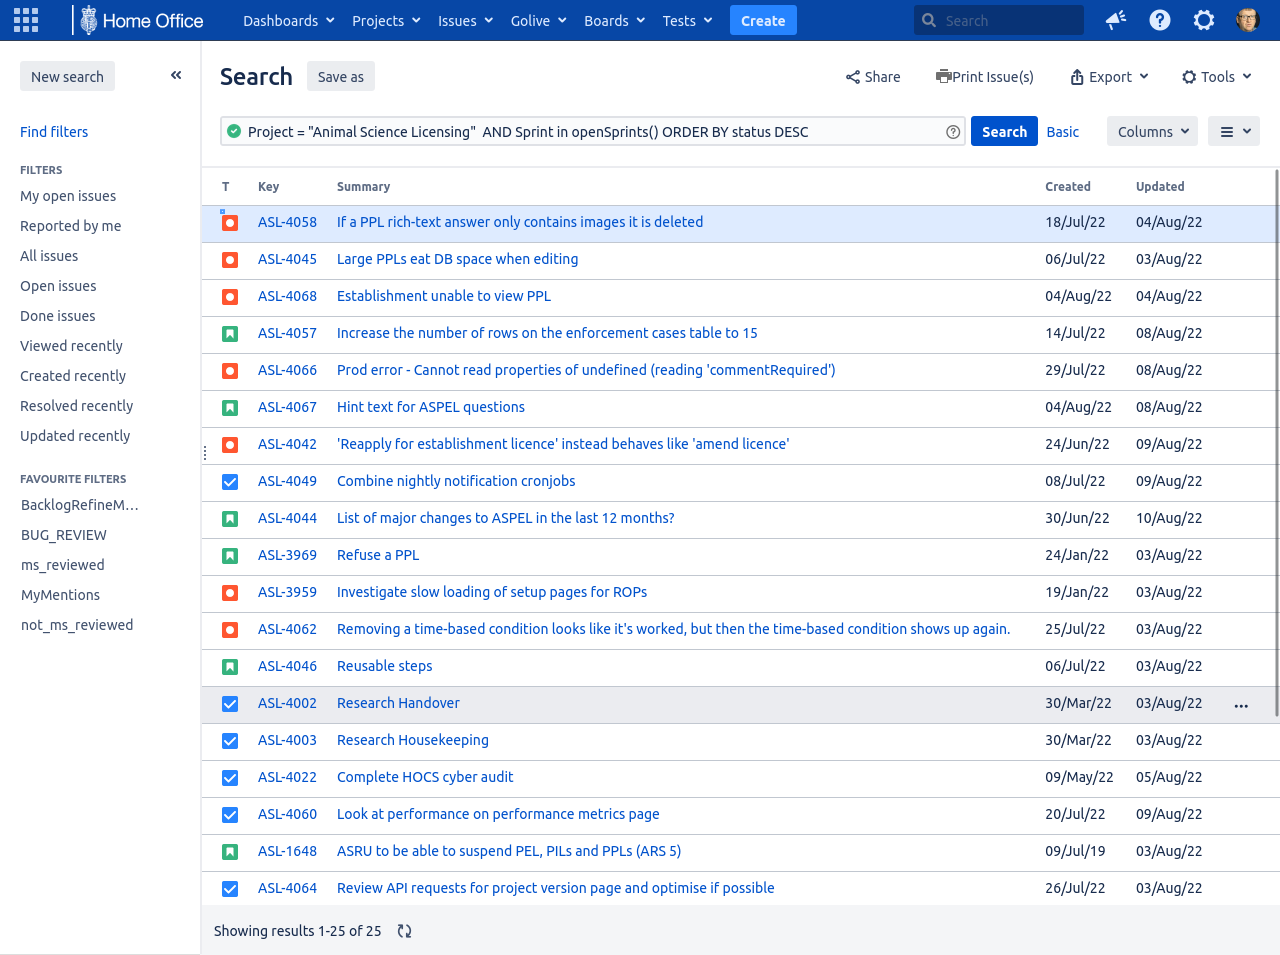 Home Office Dashboards Projects Issues Golive Boards Tests Create Search
New search
Find filters
FILTERS
My open issues
Reported by me
All issues
Open issues
Done issues
Viewed recently
Created recently
Resolved recently
Updated recently
FAVOURITE FILTERS
BacklogRefineM...
BUG_REVIEW
ms_reviewed
MyMentions
not_ms_reviewed
Search Save as Share Print Issue(s) Export Tools
Project = "Animal Science Licensing"  AND Sprint in openSprints() ORDER BY status DESC Search Basic Columns
T Key Summary Created Updated
ASL-4058 If a PPL rich-text answer only contains images it is deleted 18/Jul/22 04/Aug/22
ASL-4045 Large PPLs eat DB space when editing 06/Jul/22 03/Aug/22
ASL-4068 Establishment unable to view PPL 04/Aug/22 04/Aug/22
ASL-4057 Increase the number of rows on the enforcement cases table to 15 14/Jul/22 08/Aug/22
ASL-4066 Prod error - Cannot read properties of undefined (reading 'commentRequired') 29/Jul/22 08/Aug/22
ASL-4067 Hint text for ASPEL questions 04/Aug/22 08/Aug/22
ASL-4042 'Reapply for establishment licence' instead behaves like 'amend licence' 24/Jun/22 09/Aug/22
ASL-4049 Combine nightly notification cronjobs 08/Jul/22 09/Aug/22
ASL-4044 List of major changes to ASPEL in the last 12 months? 30/Jun/22 10/Aug/22
ASL-3969 Refuse a PPL 24/Jan/22 03/Aug/22
ASL-3959 Investigate slow loading of setup pages for ROPs 19/Jan/22 03/Aug/22
ASL-4062 Removing a time-based condition looks like it's worked, but then the time-based condition shows up again. 25/Jul/22 03/Aug/22
ASL-4046 Reusable steps 06/Jul/22 03/Aug/22
ASL-4002 Research Handover 30/Mar/22 03/Aug/22
ASL-4003 Research Housekeeping 30/Mar/22 03/Aug/22
ASL-4022 Complete HOCS cyber audit 09/May/22 05/Aug/22
ASL-4060 Look at performance on performance metrics page 20/Jul/22 09/Aug/22
ASL-1648 ASRU to be able to suspend PEL, PILs and PPLs (ARS 5) 09/Jul/19 03/Aug/22
ASL-4064 Review API requests for project version page and optimise if possible 26/Jul/22 03/Aug/22
Showing results 1-25 of 25